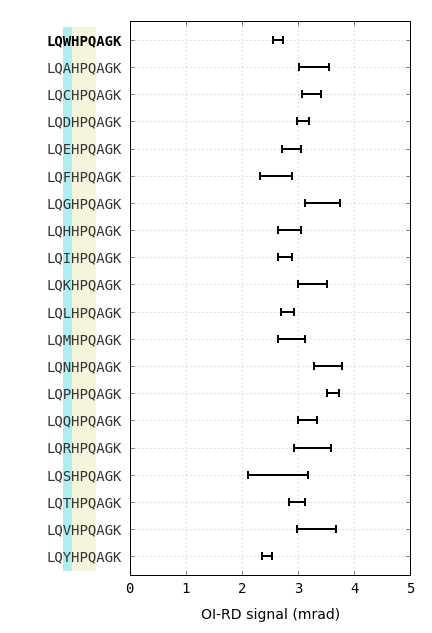 LQWHPQAGK
LQAHPQAGK
LQCHPQAGK
LQDHPQAGK
LQEHPQAGK
LQFHPQAGK
LQGHPQAGK
LQHHPQAGK
LQIHPQAGK
LQKHPQAGK
LQLHPQAGK
LQMHPQAGK
LQNHPQAGK
LQPHPQAGK
LQQHPQAGK
LQRHPQAGK
LQSHPQAGK
LQTHPQAGK
LQVHPQAGK
LQYHPQAGK
0 1 2 3 4 5
OI-RD signal (mrad)